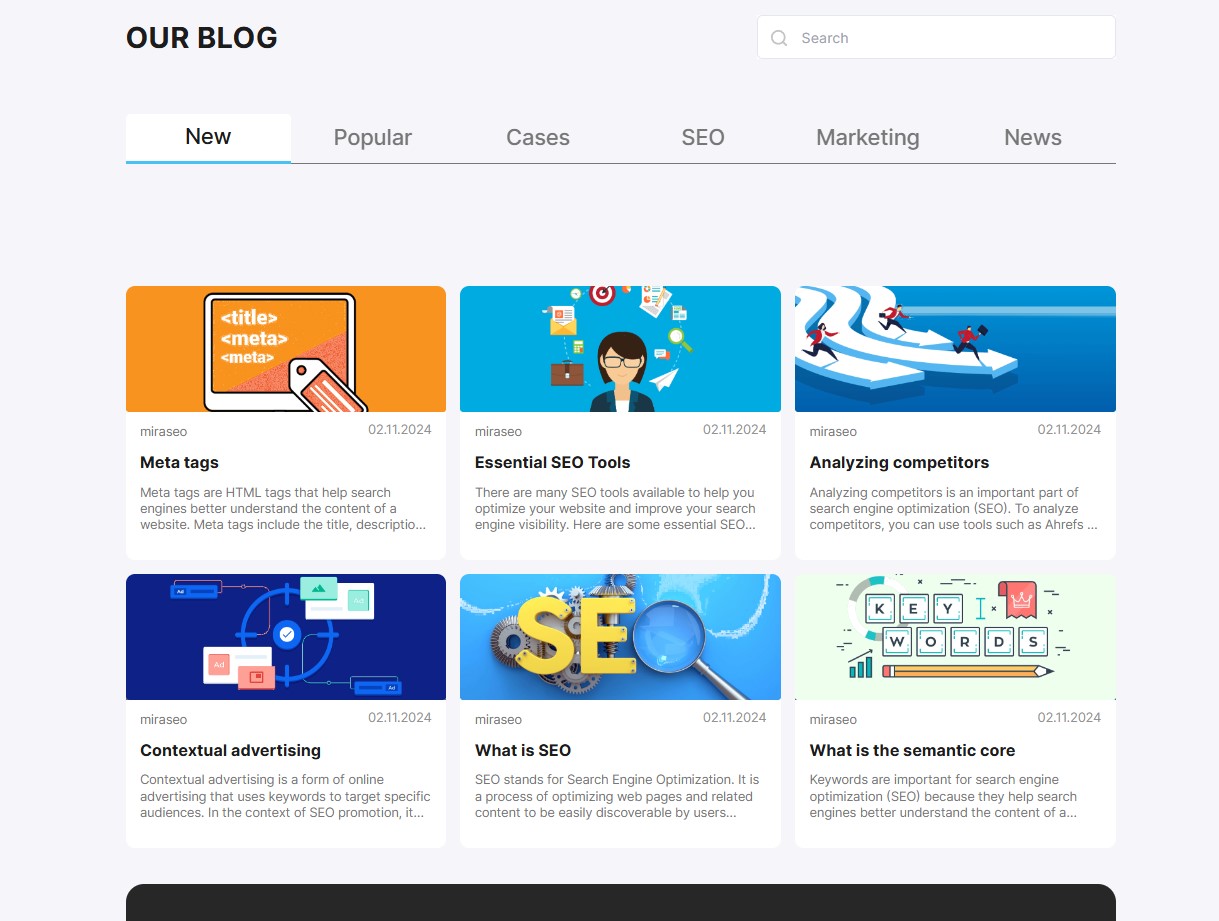 OUR BLOG
Search
New Popular Cases SEO Marketing News
<title>
<meta>
<meta>
miraseo 02.11.2024
Meta tags
Meta tags are HTML tags that help search
engines better understand the content of a
website. Meta tags include the title, descriptio...
miraseo 02.11.2024
Essential SEO Tools
There are many SEO tools available to help you
optimize your website and improve your search
engine visibility. Here are some essential SEO...
miraseo 02.11.2024
Analyzing competitors
Analyzing competitors is an important part of
search engine optimization (SEO). To analyze
competitors, you can use tools such as Ahrefs ...
Ad
Ad
Ad
Ad
miraseo 02.11.2024
Contextual advertising
Contextual advertising is a form of online
advertising that uses keywords to target specific
audiences. In the context of SEO promotion, it...
SE
miraseo 02.11.2024
What is SEO
SEO stands for Search Engine Optimization. It is
a process of optimizing web pages and related
content to be easily discoverable by users...
KEY
WORDS
miraseo 02.11.2024
What is the semantic core
Keywords are important for search engine
optimization (SEO) because they help search
engines better understand the content of a...